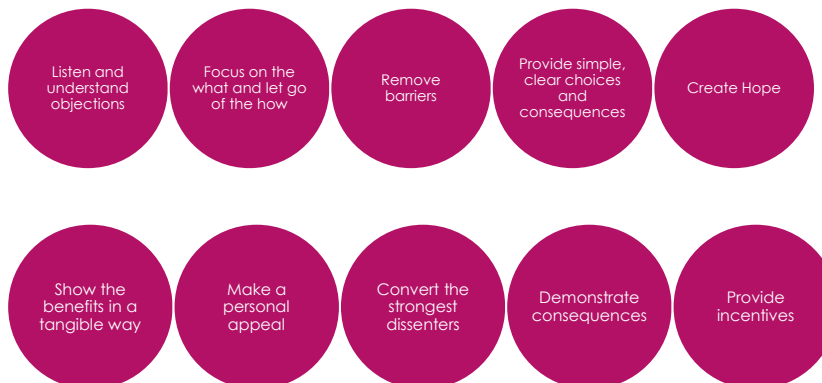 Listen and
understand
objections
Focus on the
what and let go
of the how
Remove
barriers
Provide simple,
clear choices
and
consequences
Create Hope
Show the
benefits in a
tangible way
Make a
personal
appeal
Convert the
strongest
dissenters
Demonstrate
consequences
Provide
incentives